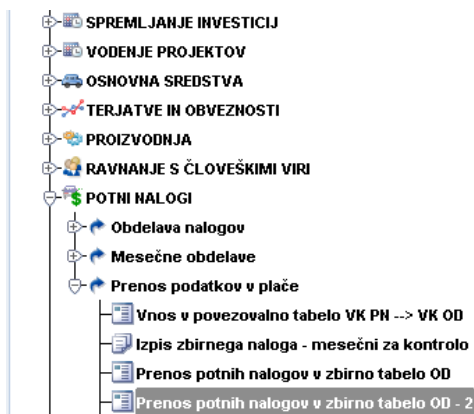 SPREMLJANJE INVESTICIJ
VODENJE PROJEKTOV
OSNOVNA SREDSTVA
TERJATVE IN OBVEZNOSTI
PROIZVODNJA
RAVNANJE S ČLOVEŠKIMI VIRI
POTNI NALOGI
Obdelava nalogov
Mesečne obdelave
Prenos podatkov v plače
Vnos v povezovalno tabelo VK PN --> VK OD
Izpis zbirnega naloga - mesečni za kontrolo
Prenos potnih nalogov v zbirno tabelo OD
Prenos potnih nalogov v zbirno tabelo OD - 2